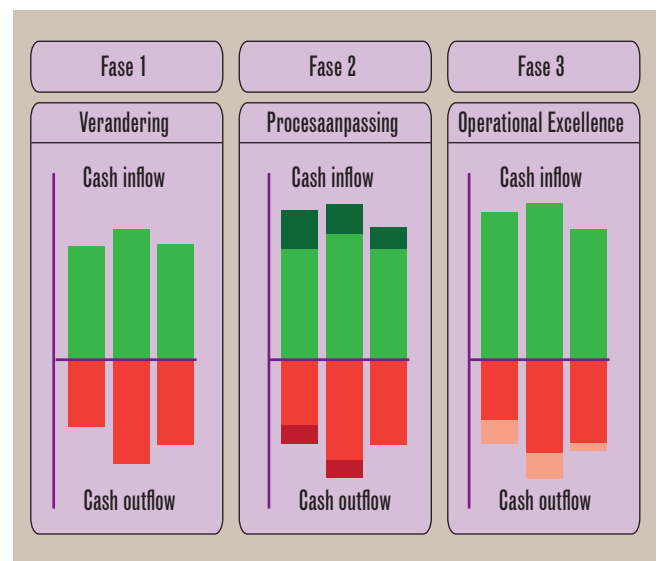 Fase 1
Fase 2
Fase 3
Verandering
Procesaanpassing
Operational Excellence
Cash inflow
Cash inflow
Cash inflow
Cash outflow
Cash outflow
Cash outflow